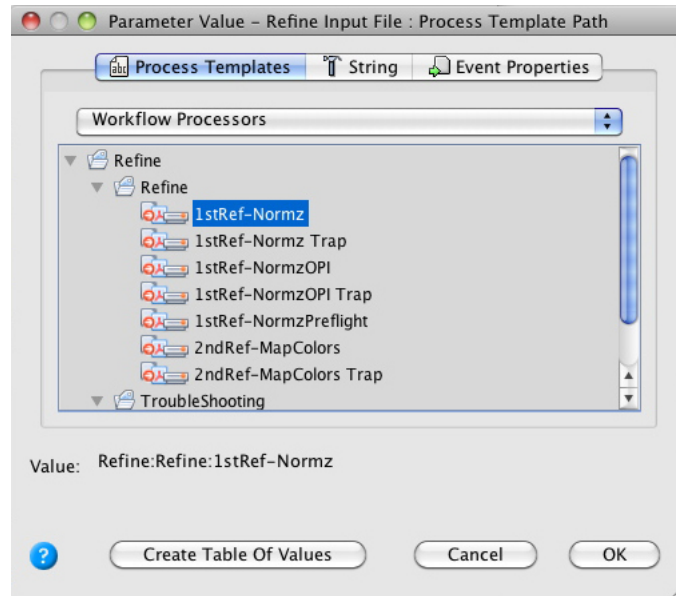 Parameter Value – Refine Input File : Process Template Path
abc Process Templates String Event Properties
Workflow Processors
Refine
Refine
1stRef-Normz
1stRef-Normz Trap
1stRef-NormzOPI
1stRef-NormzOPI Trap
1stRef-NormzPreflight
2ndRef-MapColors
2ndRef-MapColors Trap
TroubleShooting
Value: Refine:Refine:1stRef-Normz
? Create Table Of Values Cancel OK